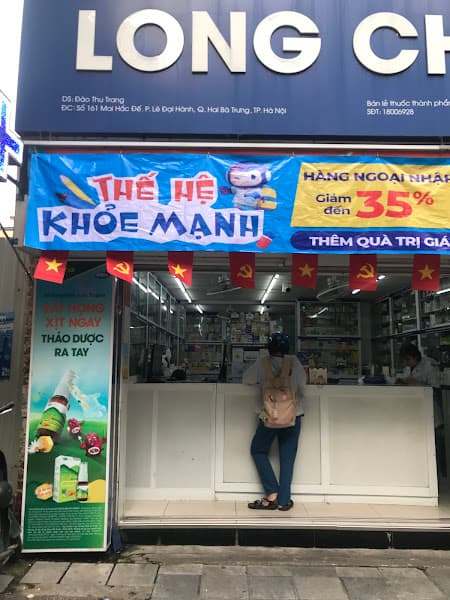 LONG CH
DS: Đào Thu Trang
ĐC: Số 161 Mai Hắc Đế, P. Lê Đại Hành, Q. Hai Bà Trưng, TP. Hà Nội
Bán lẻ thuốc thành phẩm
SĐT: 18006928
THẾ HỆ
KHỎE MẠNH
HÀNG NGOẠI NHẬP
Giảm
đến 35%
THÊM QUÀ TRỊ GIÁ
XỊT NGAY
THẢO DƯỢC
RA TAY